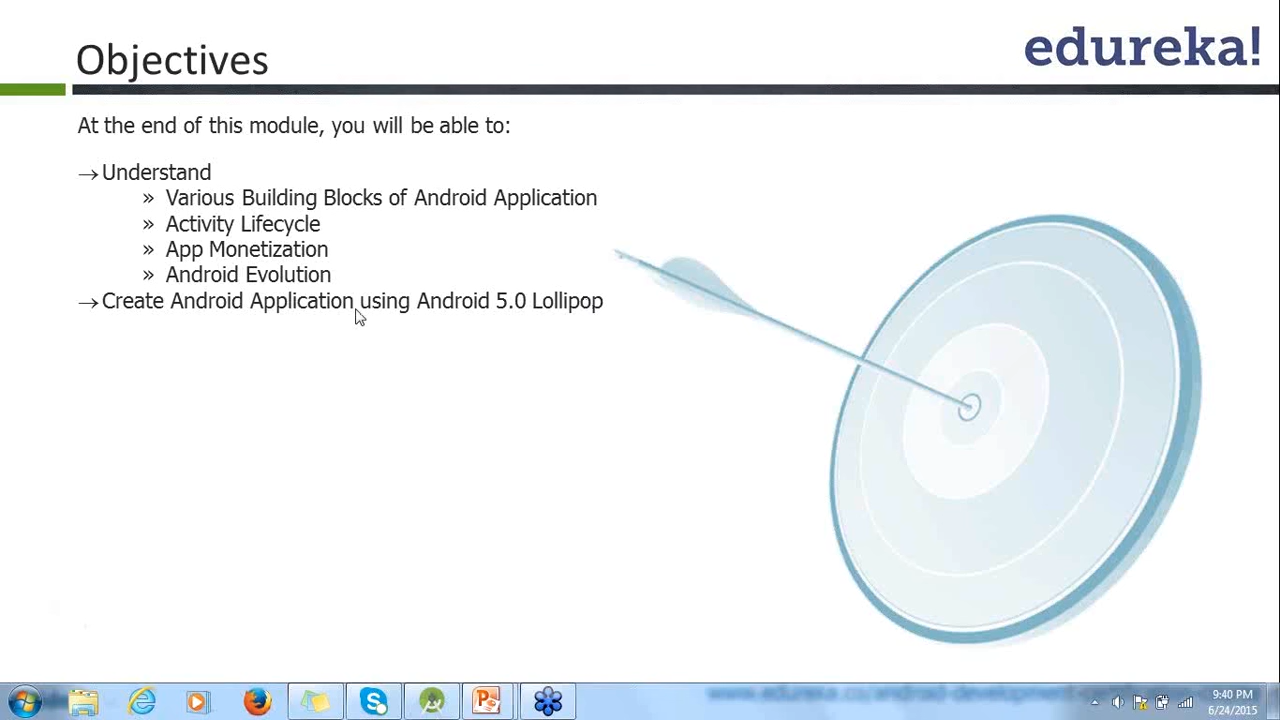 Objectives
edureka!
At the end of this module, you will be able to:
→ Understand
» Various Building Blocks of Android Application
» Activity Lifecycle
» App Monetization
» Android Evolution
→ Create Android Application using Android 5.0 Lollipop
9:40 PM
6/24/2015